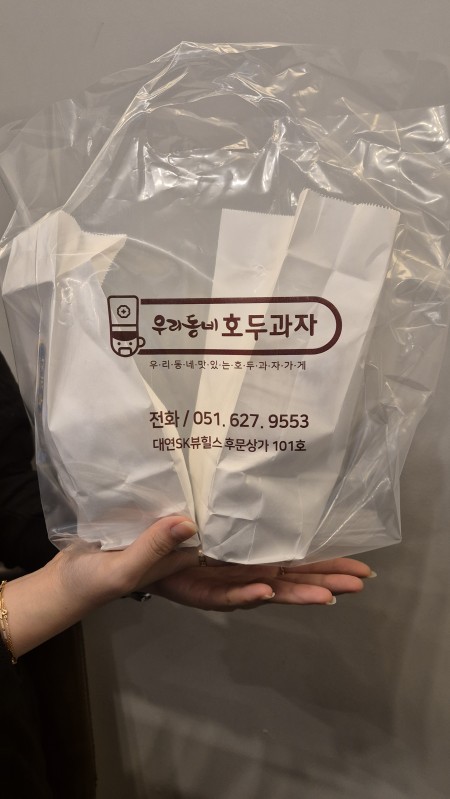 우리동네 호두과자
우·리·동·네·맛·있·는·호·두·과·자·가·게
전화 / 051. 627. 9553
대연SK뷰힐스 후문상가 101호